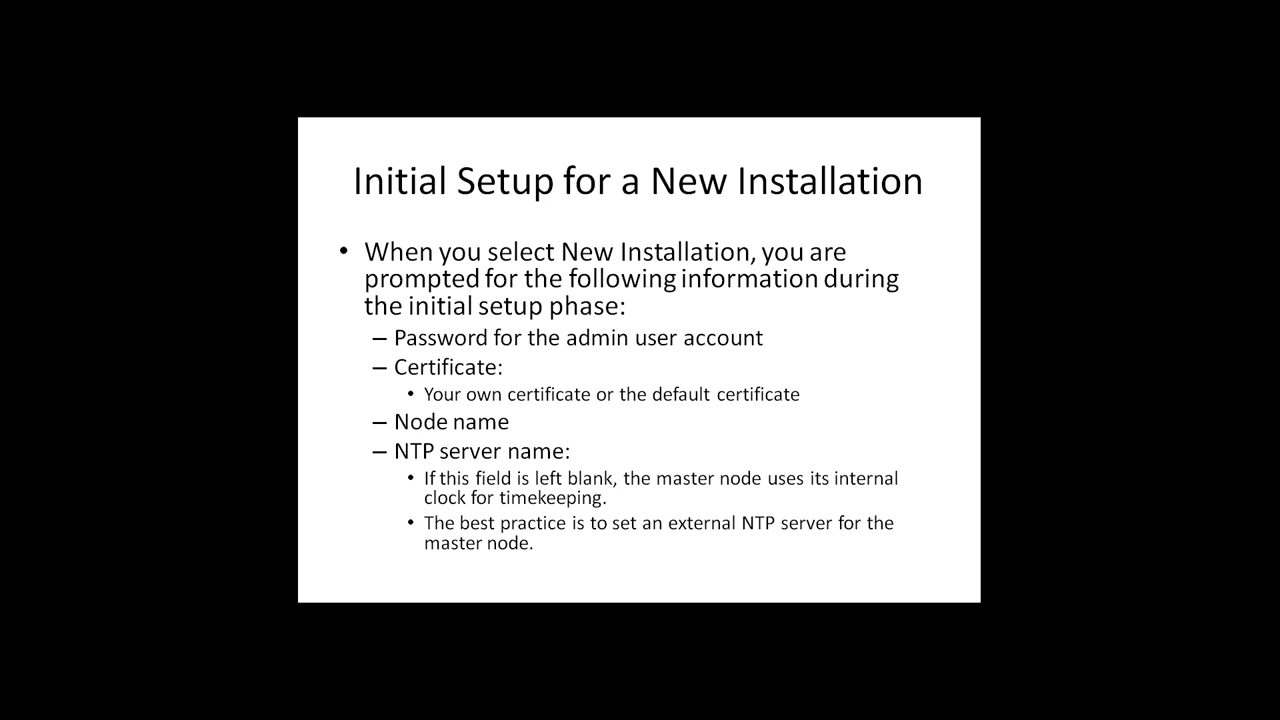 Initial Setup for a New Installation
• When you select New Installation, you are
prompted for the following information during
the initial setup phase:
– Password for the admin user account
– Certificate:
• Your own certificate or the default certificate
– Node name
– NTP server name:
• If this field is left blank, the master node uses its internal
clock for timekeeping.
• The best practice is to set an external NTP server for the
master node.